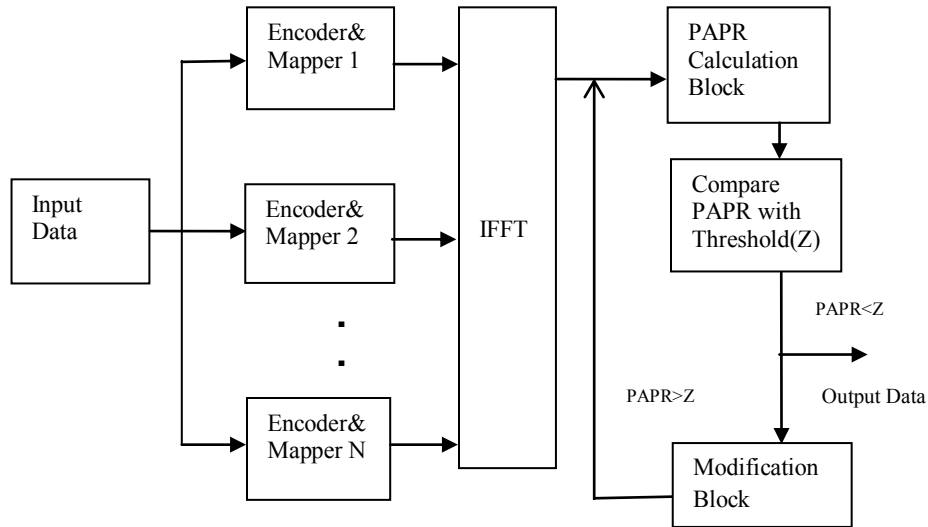 Input
Data
Encoder&
Mapper 1
Encoder&
Mapper 2
Encoder&
Mapper N
IFFT
PAPR
Calculation
Block
Compare
PAPR with
Threshold(Z)
PAPR<Z
Output Data
PAPR>Z
Modification
Block